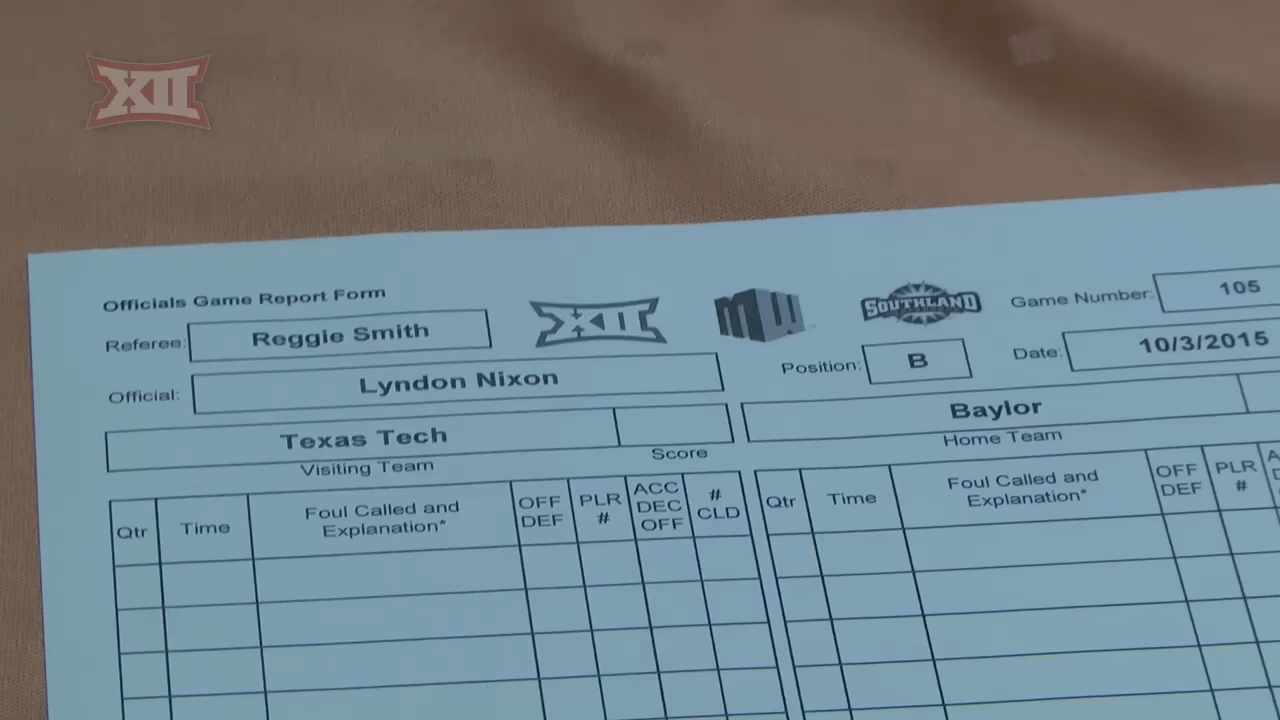 XII
Officials Game Report Form
Referee: Reggie Smith
XII
MW
SOUTHLAND
Game Number: 105
Official: Lyndon Nixon
Position: B
Date: 10/3/2015
Texas Tech
Visiting Team
Score
Baylor
Home Team
Qtr
Time
Foul Called and
Explanation*
OFF
DEF
PLR
#
ACC
DEC
OFF
#
CLD
Qtr
Time
Foul Called and
Explanation*
OFF
DEF
PLR
#